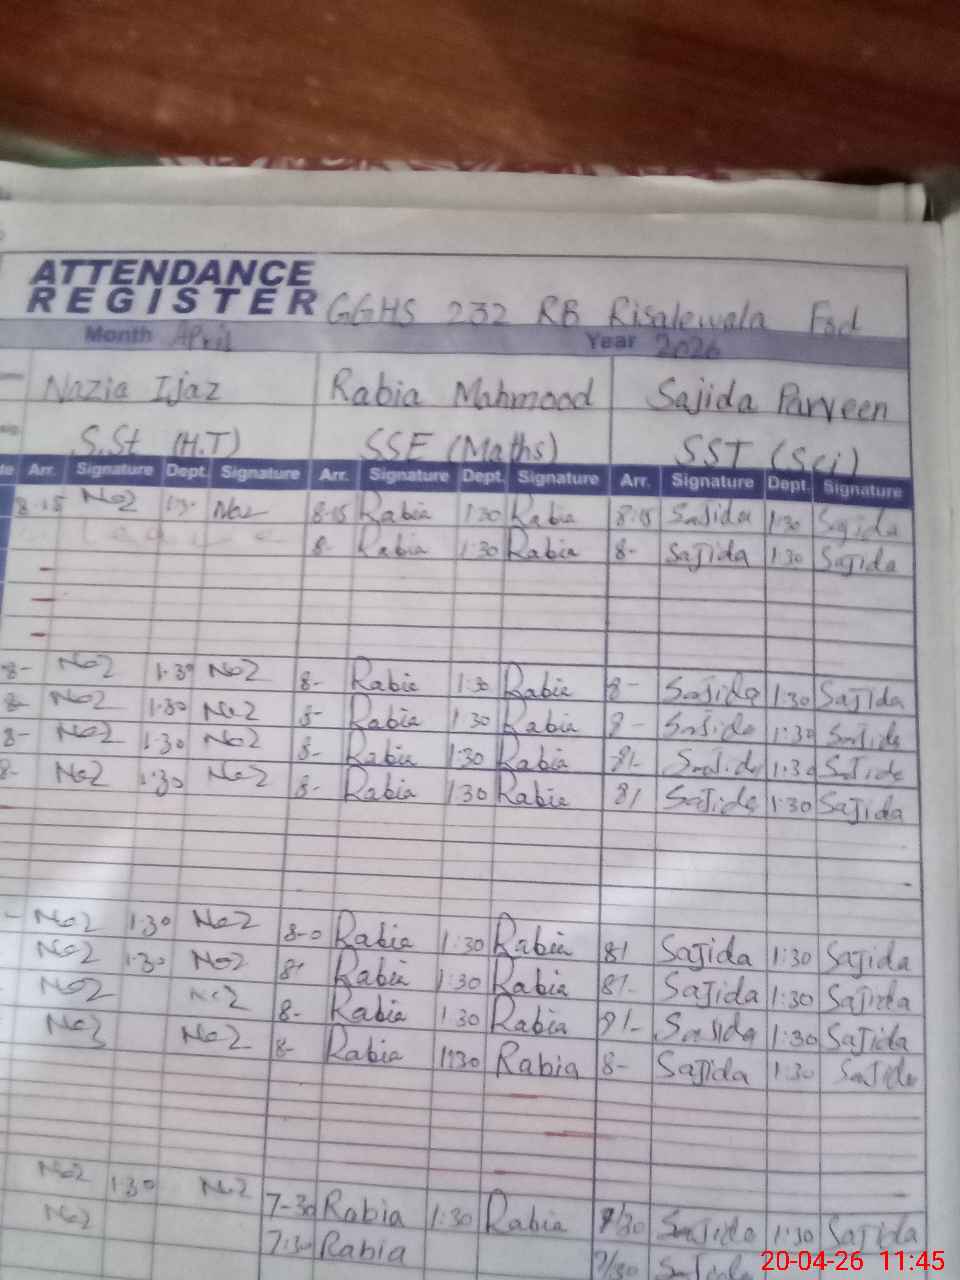 ATTENDANCE
REGISTER GGHS 232 RB Risalewala Fsd
Month April Year 2026
Nazia Ijaz Rabia Mahmood Sajida Parveen
S.St (H.T) SSE (Maths) SST (Sci)
Arr. Signature Dept. Signature Arr. Signature Dept. Signature Arr. Signature Dept. Signature
8:15 Naz 1:30 Naz 8:15 Rabia 1:30 Rabia 8:15 Sajida 1:30 Sajida
Leave 8- Rabia 1:30 Rabia 8- Sajida 1:30 Sajida
8- Naz 1:30 Naz 8- Rabia 1:30 Rabia 8- Sajida 1:30 Sajida
8- Naz 1:30 Naz 8- Rabia 1:30 Rabia 8- Sajida 1:30 Sajida
8- Naz 1:30 Naz 8- Rabia 1:30 Rabia 8/- Sajida 1:30 Sajida
8- Naz 1:30 Naz 8- Rabia 1:30 Rabia 8/ Sajida 1:30 Sajida
- Naz 1:30 Naz 8-0 Rabia 1:30 Rabia 8/ Sajida 1:30 Sajida
Naz 1:30 Naz 8/ Rabia 1:30 Rabia 8/- Sajida 1:30 Sajida
Naz Naz 8- Rabia 1:30 Rabia 8/- Sajida 1:30 Sajida
Naz Naz 8- Rabia 1:30 Rabia 8- Sajida 1:30 Sajida
Naz 1:30 Naz 7-30 Rabia 1:30 Rabia 7/30 Sajida 1:30 Sajida
Naz 7:30 Rabia 7/30 Sajida
20-04-26 11:45